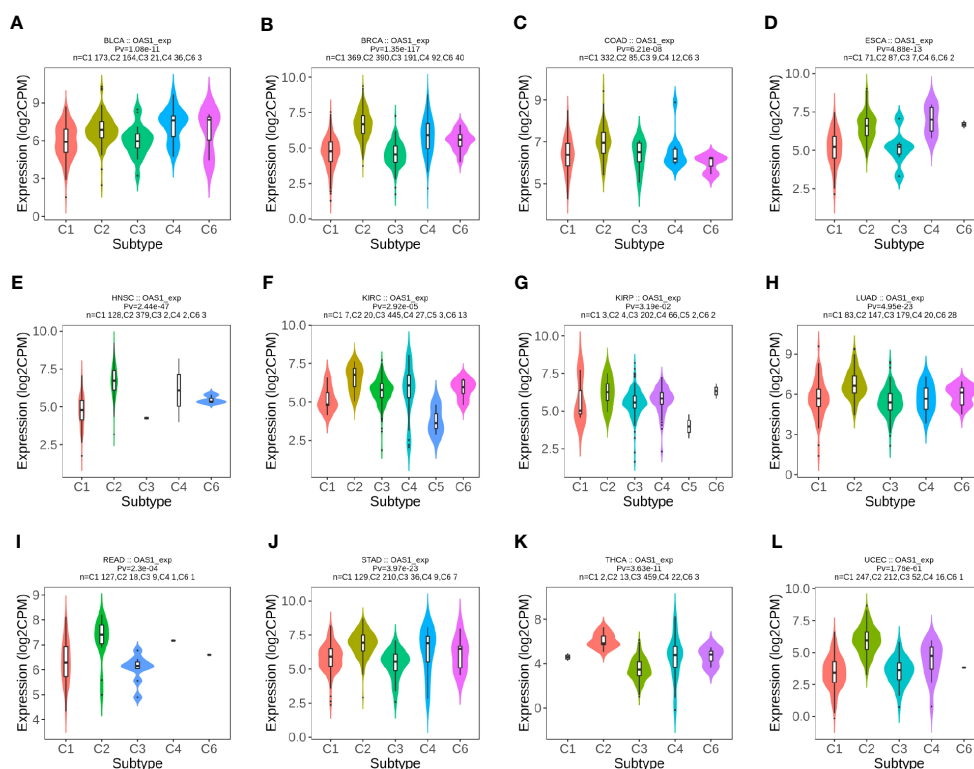 A
BLCA :: OAS1_exp
Pv=1.08e-11
n=C1 173,C2 164,C3 21,C4 36,C6 3
Expression (log2CPM)
9
6
3
0
C1 C2 C3 C4 C6
Subtype
B
BRCA :: OAS1_exp
Pv=1.35e-117
n=C1 369,C2 390,C3 191,C4 92,C6 40
Expression (log2CPM)
10.0
7.5
5.0
2.5
0.0
C1 C2 C3 C4 C6
Subtype
C
COAD :: OAS1_exp
Pv=6.21e-08
n=C1 332,C2 85,C3 9,C4 12,C6 3
Expression (log2CPM)
9
7
5
C1 C2 C3 C4 C6
Subtype
D
ESCA :: OAS1_exp
Pv=4.88e-13
n=C1 71,C2 87,C3 7,C4 6,C6 2
Expression (log2CPM)
7.5
5.0
2.5
C1 C2 C3 C4 C6
Subtype
E
HNSC :: OAS1_exp
Pv=2.44e-47
n=C1 128,C2 379,C3 2,C4 2,C6 3
Expression (log2CPM)
10.0
7.5
5.0
2.5
C1 C2 C3 C4 C6
Subtype
F
KIRC :: OAS1_exp
Pv=2.92e-05
n=C1 7,C2 20,C3 445,C4 27,C5 3,C6 13
Expression (log2CPM)
10.0
7.5
5.0
2.5
C1 C2 C3 C4 C5 C6
Subtype
G
KIRP :: OAS1_exp
Pv=3.19e-02
n=C1 3,C2 4,C3 202,C4 66,C5 2,C6 2
Expression (log2CPM)
10.0
7.5
5.0
2.5
C1 C2 C3 C4 C5 C6
Subtype
H
LUAD :: OAS1_exp
Pv=4.95e-23
n=C1 83,C2 147,C3 179,C4 20,C6 28
Expression (log2CPM)
9
6
3
0
C1 C2 C3 C4 C6
Subtype
I
READ :: OAS1_exp
Pv=2.3e-04
n=C1 127,C2 18,C3 9,C4 1,C6 1
Expression (log2CPM)
9
8
7
6
5
4
C1 C2 C3 C4 C6
Subtype
J
STAD :: OAS1_exp
Pv=3.97e-23
n=C1 129,C2 210,C3 36,C4 9,C6 7
Expression (log2CPM)
10.0
7.5
5.0
2.5
0.0
C1 C2 C3 C4 C6
Subtype
K
THCA :: OAS1_exp
Pv=3.63e-11
n=C1 2,C2 13,C3 459,C4 22,C6 3
Expression (log2CPM)
8
4
0
C1 C2 C3 C4 C6
Subtype
L
UCEC :: OAS1_exp
Pv=1.76e-61
n=C1 247,C2 212,C3 52,C4 16,C6 1
Expression (log2CPM)
7.5
5.0
2.5
0.0
C1 C2 C3 C4 C6
Subtype